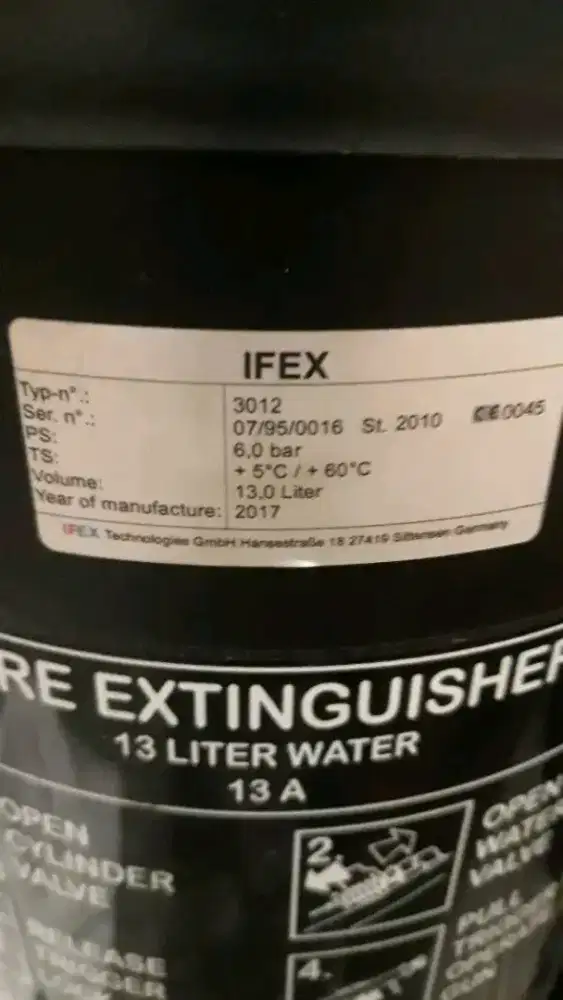 IFEX
Typ-n°.: 3012
Ser. n°.: 07/95/0016 St. 2010 CE 0045
PS: 6,0 bar
TS: + 5°C / + 60°C
Volume: 13,0 Liter
Year of manufacture: 2017
IFEX Technologies GmbH Hansestraße 18 27419 Sittensen Germany
RE EXTINGUISHER
13 LITER WATER
13 A
OPEN
CYLINDER
VALVE
2.
OPEN
WATER
VALVE
RELEASE
TRIGGER
4.
PULL
TRIGGER
GUN